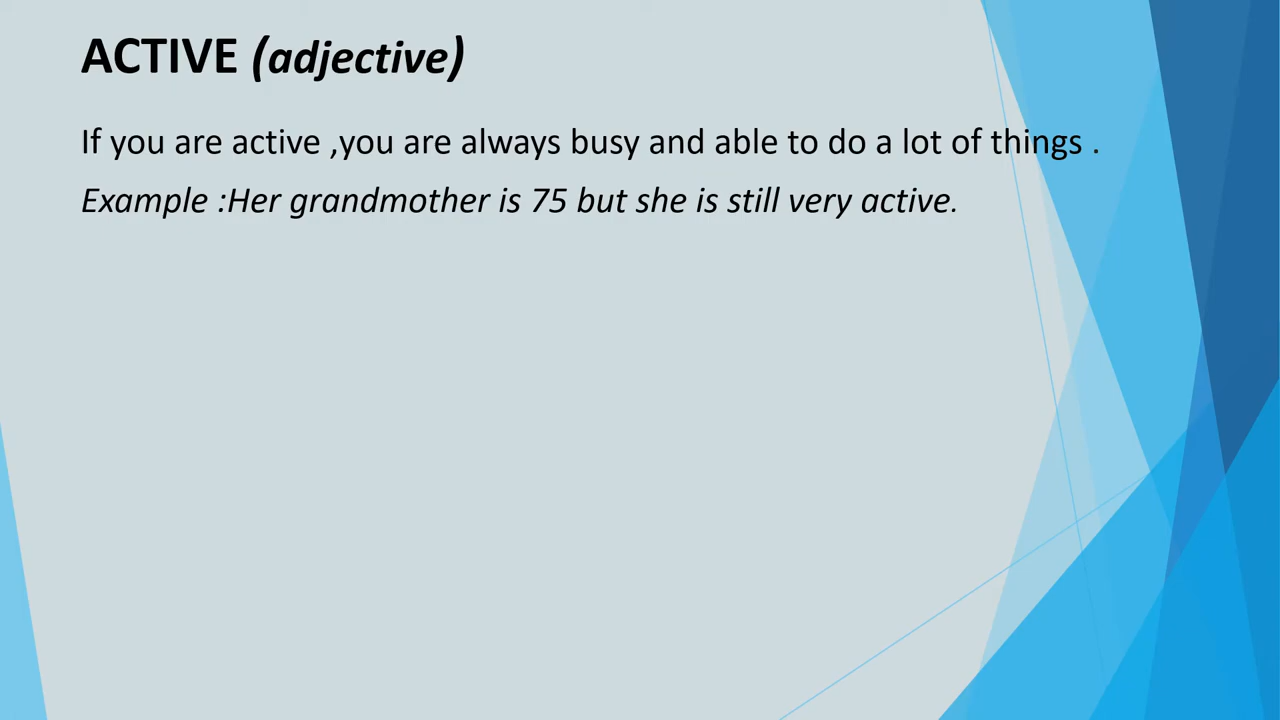 ACTIVE (adjective)
If you are active ,you are always busy and able to do a lot of things .
Example :Her grandmother is 75 but she is still very active.